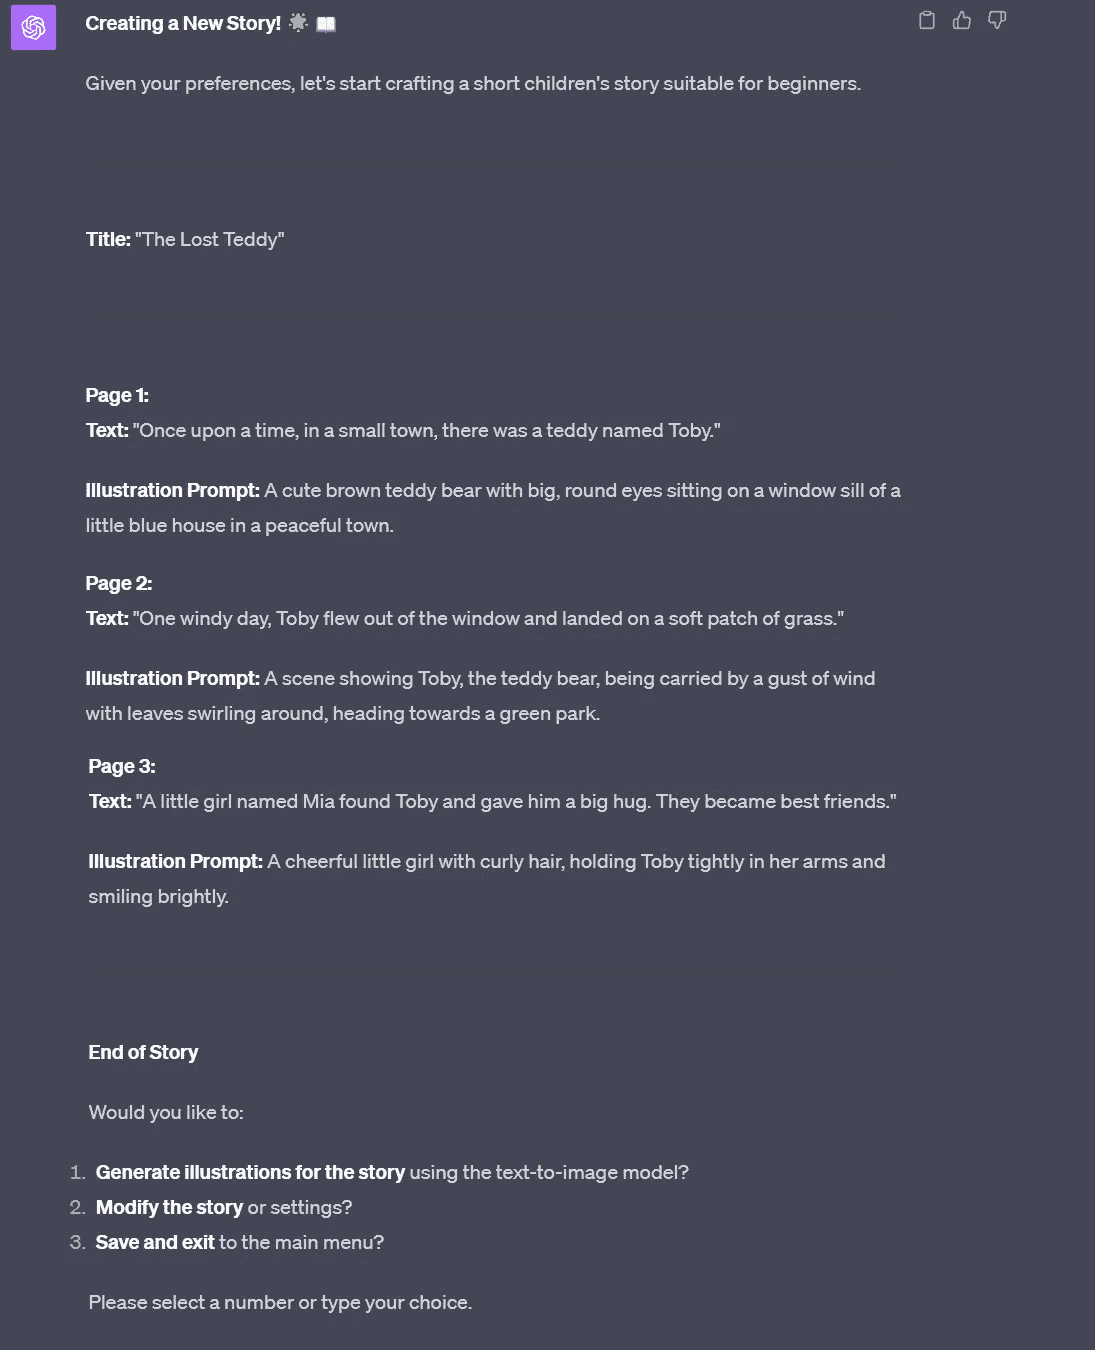 Creating a New Story! 🌟 📖
Given your preferences, let's start crafting a short children's story suitable for beginners.
Title: "The Lost Teddy"
Page 1:
Text: "Once upon a time, in a small town, there was a teddy named Toby."
Illustration Prompt: A cute brown teddy bear with big, round eyes sitting on a window sill of a
little blue house in a peaceful town.
Page 2:
Text: "One windy day, Toby flew out of the window and landed on a soft patch of grass."
Illustration Prompt: A scene showing Toby, the teddy bear, being carried by a gust of wind
with leaves swirling around, heading towards a green park.
Page 3:
Text: "A little girl named Mia found Toby and gave him a big hug. They became best friends."
Illustration Prompt: A cheerful little girl with curly hair, holding Toby tightly in her arms and
smiling brightly.
End of Story
Would you like to:
1. Generate illustrations for the story using the text-to-image model?
2. Modify the story or settings?
3. Save and exit to the main menu?
Please select a number or type your choice.